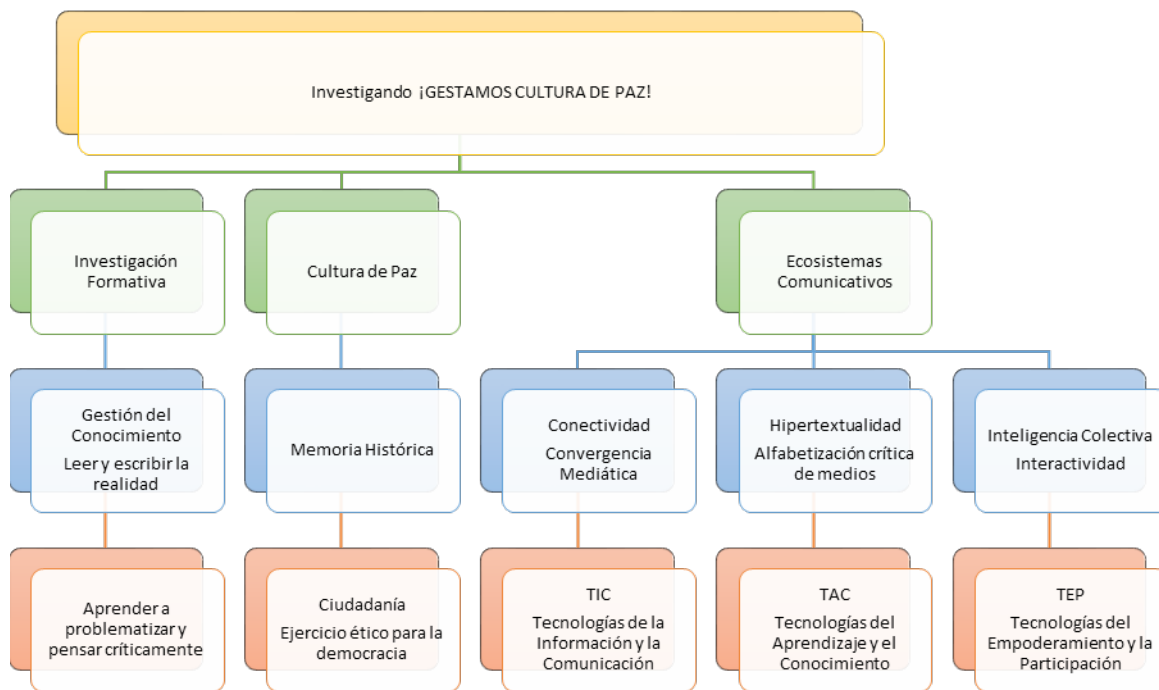 Investigando ¡GESTAMOS CULTURA DE PAZ!
Investigación
Formativa
Cultura de Paz
Ecosistemas
Comunicativos
Gestión del
Conocimiento
Leer y escribir la
realidad
Memoria Histórica
Conectividad
Convergencia
Mediática
Hipertextualidad
Alfabetización crítica
de medios
Inteligencia Colectiva
Interactividad
Aprender a
problematizar y
pensar críticamente
Ciudadanía
Ejercicio ético para la
democracia
TIC
Tecnologías de la
Información y la
Comunicación
TAC
Tecnologías del
Aprendizaje y el
Conocimiento
TEP
Tecnologías del
Empoderamiento y la
Participación